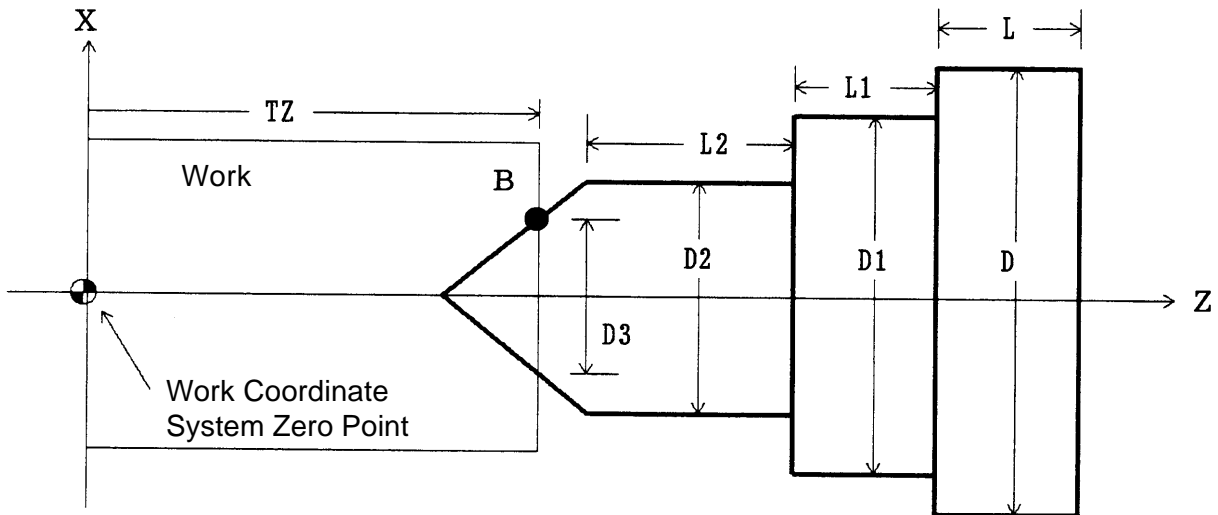 X
L
L1
TZ
L2
Work
B
D2
D1
D
Z
D3
Work Coordinate
System Zero Point